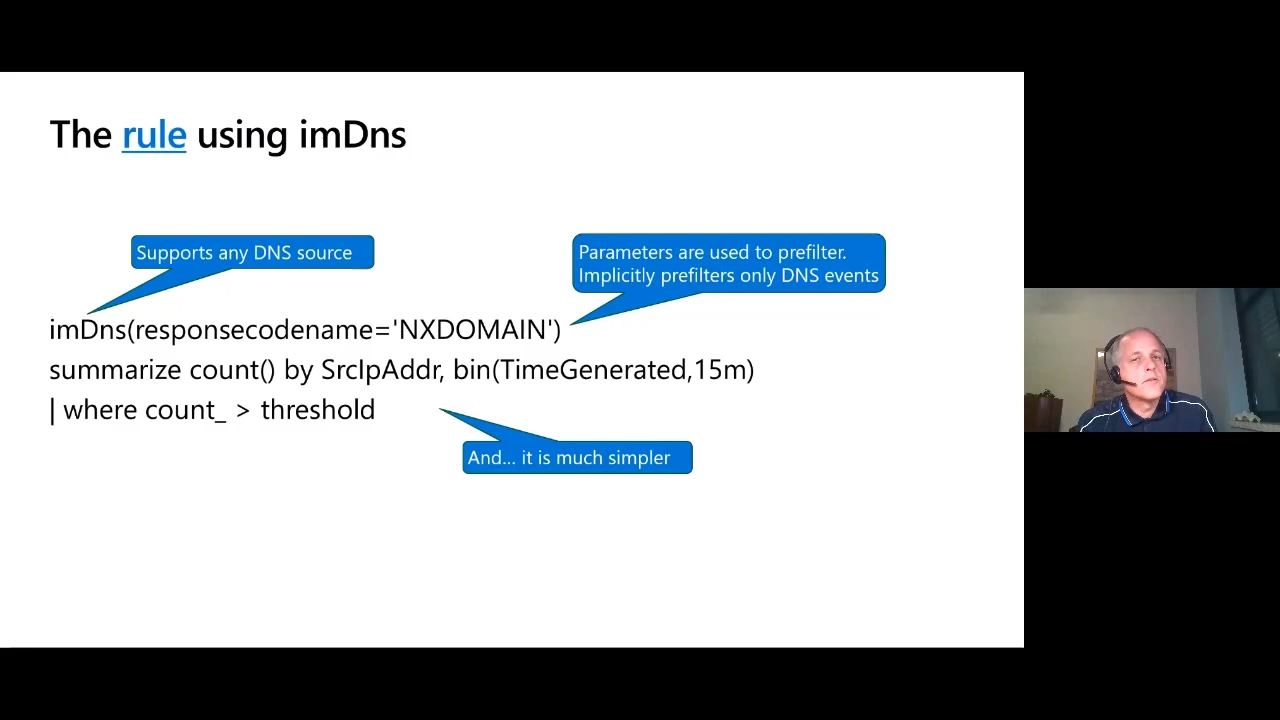 The rule using imDns
Supports any DNS source
Parameters are used to prefilter.
Implicitly prefilters only DNS events
imDns(responsecodename='NXDOMAIN')
summarize count() by SrcIpAddr, bin(TimeGenerated,15m)
| where count_ > threshold
And... it is much simpler